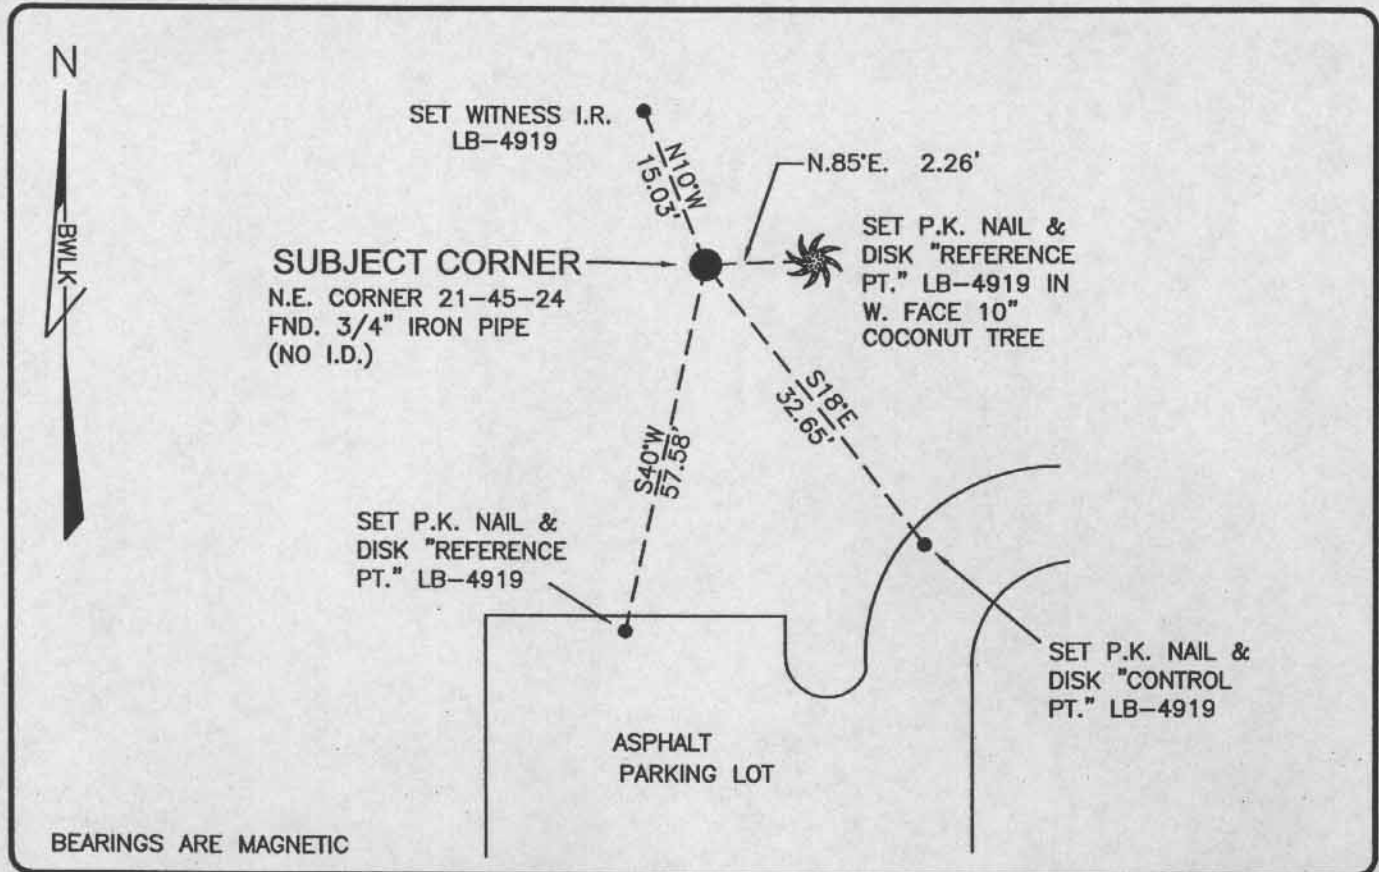 N
BWLK
SET WITNESS I.R.
LB-4919
N10°W
15.03'
N.85°E. 2.26'
SET P.K. NAIL &
DISK "REFERENCE
PT." LB-4919 IN
W. FACE 10"
COCONUT TREE
SUBJECT CORNER
N.E. CORNER 21-45-24
FND. 3/4" IRON PIPE
(NO I.D.)
S18°E
32.65'
S40°W
57.58'
SET P.K. NAIL &
DISK "REFERENCE
PT." LB-4919
SET P.K. NAIL &
DISK "CONTROL
PT." LB-4919
ASPHALT
PARKING LOT
BEARINGS ARE MAGNETIC